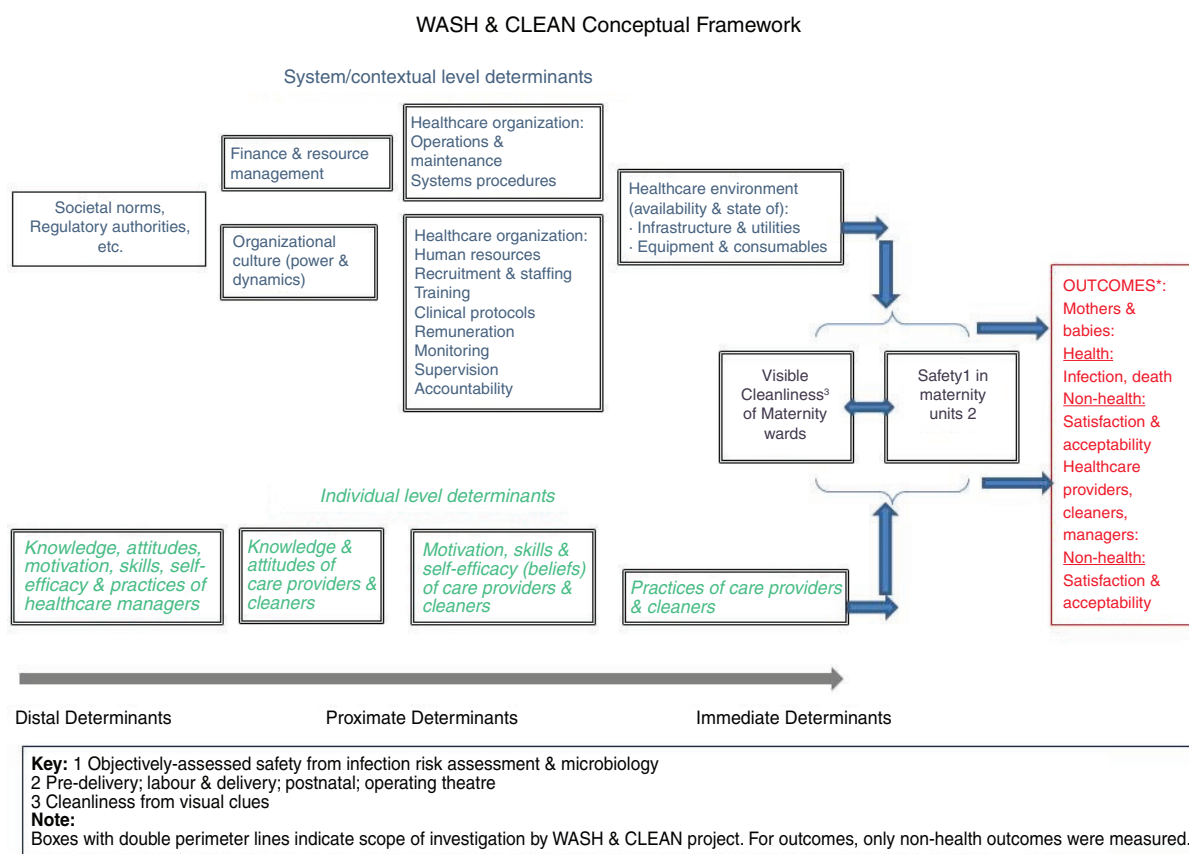 WASH & CLEAN Conceptual Framework
System/contextual level determinants
Societal norms,
Regulatory authorities,
etc.
Finance & resource
management
Organizational
culture (power &
dynamics)
Healthcare organization:
Operations &
maintenance
Systems procedures
Healthcare organization:
Human resources
Recruitment & staffing
Training
Clinical protocols
Remuneration
Monitoring
Supervision
Accountability
Healthcare environment
(availability & state of):
· Infrastructure & utilities
· Equipment & consumables
Visible
Cleanliness³
of Maternity
wards
Safety1 in
maternity
units 2
OUTCOMES*:
Mothers &
babies:
Health:
Infection, death
Non-health:
Satisfaction &
acceptability
Healthcare
providers,
cleaners,
managers:
Non-health:
Satisfaction &
acceptability
Individual level determinants
Knowledge, attitudes,
motivation, skills, self-
efficacy & practices of
healthcare managers
Knowledge &
attitudes of
care providers &
cleaners
Motivation, skills &
self-efficacy (beliefs)
of care providers &
cleaners
Practices of care providers
& cleaners
Distal Determinants
Proximate Determinants
Immediate Determinants
Key: 1 Objectively-assessed safety from infection risk assessment & microbiology
2 Pre-delivery; labour & delivery; postnatal; operating theatre
3 Cleanliness from visual clues
Note:
Boxes with double perimeter lines indicate scope of investigation by WASH & CLEAN project. For outcomes, only non-health outcomes were measured.